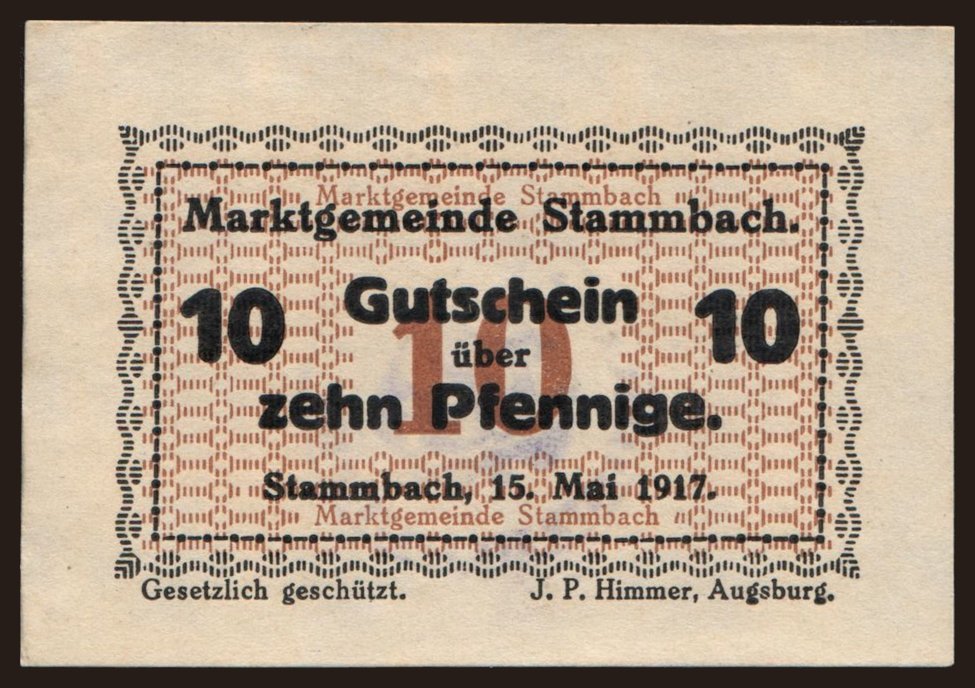 Marktgemeinde Stammbach
Marktgemeinde Stammbach.
10 Gutschein 10
10
über
zehn Pfennige.
Stammbach, 15. Mai 1917.
Marktgemeinde Stammbach
Gesetzlich geschützt. J. P. Himmer, Augsburg.